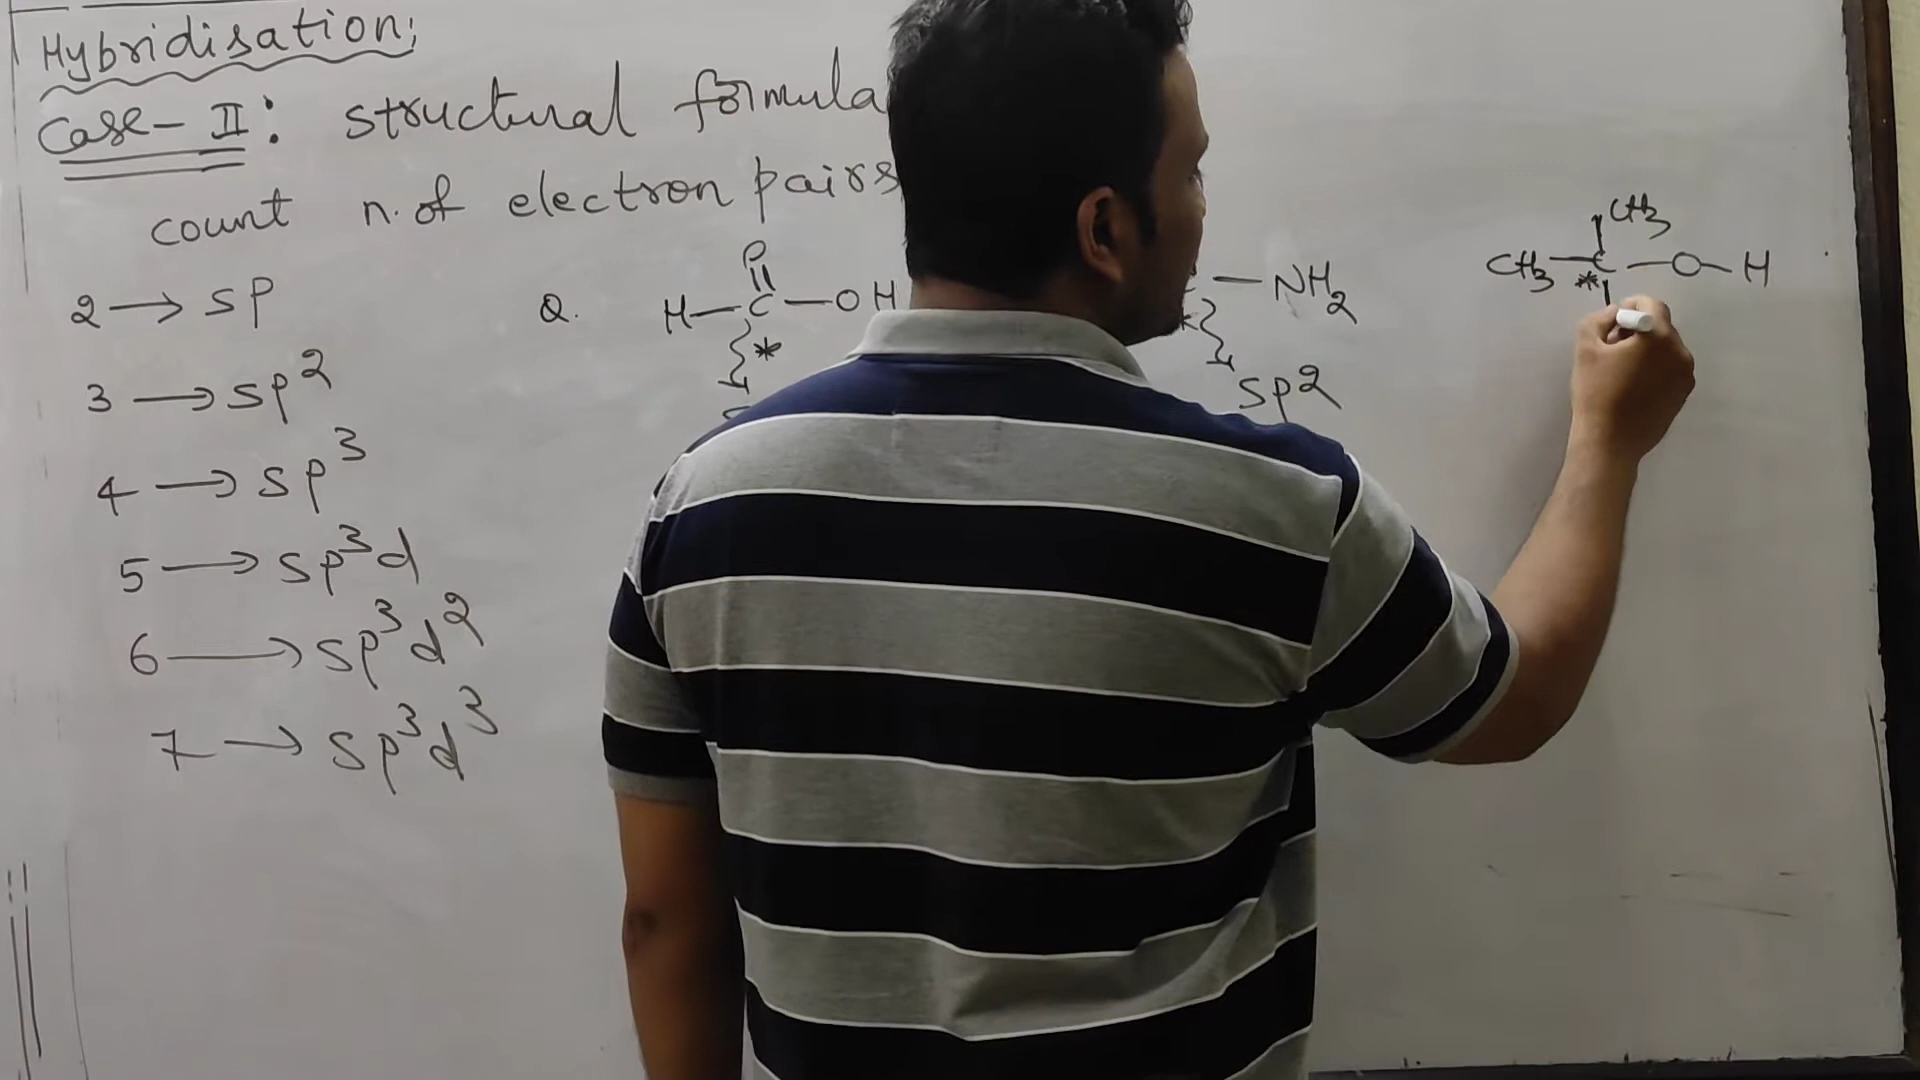 Hybridisation:
Case-II: structural formula
count n. of electron pairs
2 → sp
3 → sp²
4 → sp³
5 → sp³d
6 → sp³d²
7 → sp³d³
Q.
H-C-OH
*
-NH₂
sp²
CH₃
CH₃-C-O-H
*